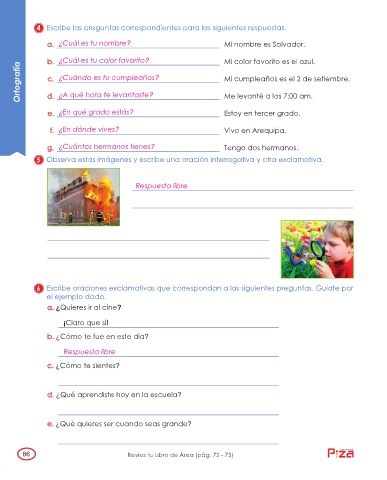 4 Escribe las preguntas correspondientes para las siguientes respuestas.
a. ¿Cuál es tu nombre? Mi nombre es Salvador.
b. ¿Cuál es tu color favorito? Mi color favorito es el azul.
c. ¿Cuándo es tu cumpleaños? Mi cumpleaños es el 2 de setiembre.
d. ¿A qué hora te levantaste? Me levanté a las 7:00 am.
e. ¿En qué grado estás? Estoy en tercer grado.
f. ¿En dónde vives? Vivo en Arequipa.
g. ¿Cuántos hermanos tienes? Tengo dos hermanos.
Ortografía
5 Observa estas imágenes y escribe una oración interrogativa y otra exclamativa.
Respuesta libre
6 Escribe oraciones exclamativas que correspondan a las siguientes preguntas. Guíate por
el ejemplo dado.
a. ¿Quieres ir al cine?
¡Claro que sí!
b. ¿Cómo te fue en este día?
Respuesta libre
c. ¿Cómo te sientes?
d. ¿Qué aprendiste hoy en la escuela?
e. ¿Qué quieres ser cuando seas grande?
86
Revisa tu Libro de Área (pág. 72 - 73)